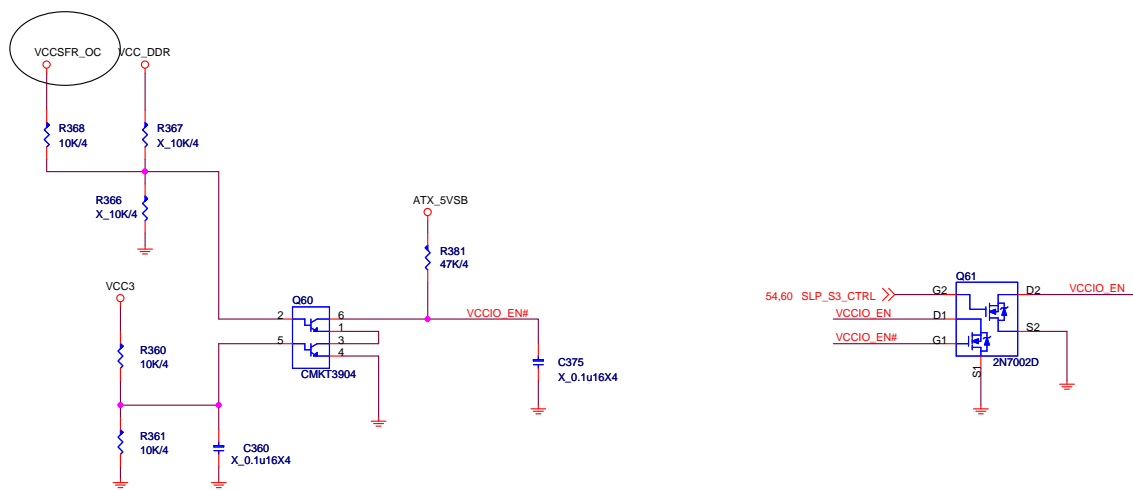 VCCSFR_OC
VCC_DDR
R368
10K/4
R367
X_10K/4
R366
X_10K/4
ATX_5VSB
R381
47K/4
VCC3
Q60
2
6
1
5
3
4
CMKT3904
VCCIO_EN#
R360
10K/4
C375
X_0.1u16X4
R361
10K/4
C360
X_0.1u16X4
Q61
54,60 SLP_S3_CTRL
G2
D2
VCCIO_EN
VCCIO_EN
D1
S2
VCCIO_EN#
G1
2N7002D
S1